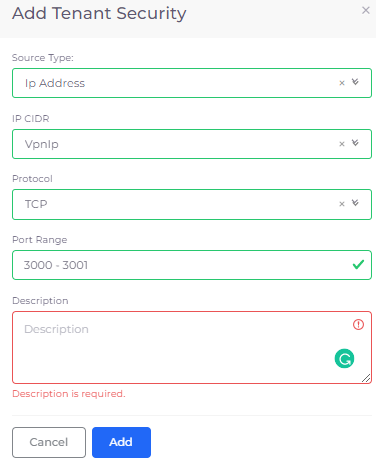 Add Tenant Security
Source Type:
Ip Address
IP CIDR
VpnIp
Protocol
TCP
Port Range
3000 - 3001
Description
Description
Description is required.
Cancel
Add